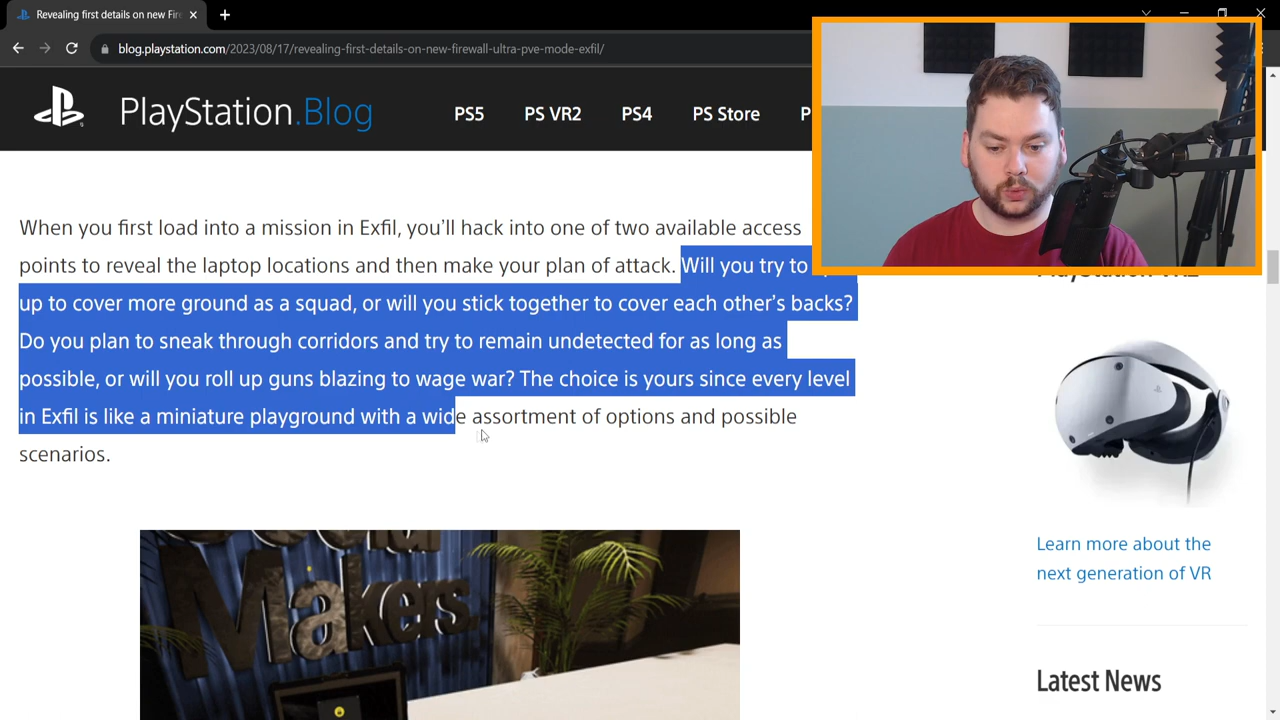 Revealing first details on new Fire
blog.playstation.com/2023/08/17/revealing-first-details-on-new-firewall-ultra-pve-mode-exfil/
PlayStation.Blog
PS5
PS VR2
PS4
PS Store
When you first load into a mission in Exfil, you’ll hack into one of two available access
points to reveal the laptop locations and then make your plan of attack. Will you try to
up to cover more ground as a squad, or will you stick together to cover each other’s backs?
Do you plan to sneak through corridors and try to remain undetected for as long as
possible, or will you roll up guns blazing to wage war? The choice is yours since every level
in Exfil is like a miniature playground with a wide assortment of options and possible
scenarios.
Makers.
Learn more about the
next generation of VR
Latest News